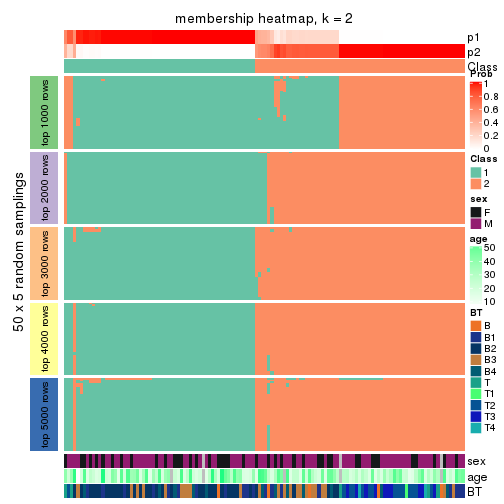 membership heatmap, k = 2
p1
p2
Class
50 x 5 random samplings
top 1000 rows
top 2000 rows
top 3000 rows
top 4000 rows
top 5000 rows
sex
age
BT
Prob
1
0.8
0.6
0.4
0.2
0
Class
1
2
sex
F
M
age
50
40
30
20
10
BT
B
B1
B2
B3
B4
T
T1
T2
T3
T4